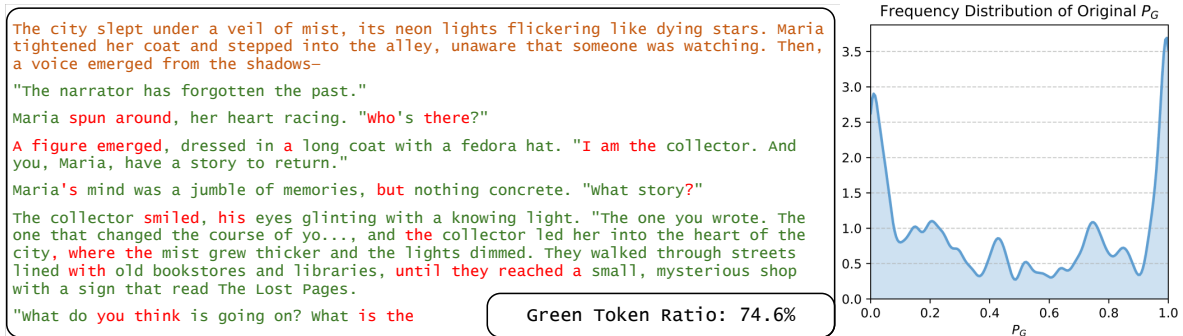 The city slept under a veil of mist, its neon lights flickering like dying stars. Maria
tightened her coat and stepped into the alley, unaware that someone was watching. Then,
a voice emerged from the shadows—
"The narrator has forgotten the past."
Maria spun around, her heart racing. "Who's there?"
A figure emerged, dressed in a long coat with a fedora hat. "I am the collector. And
you, Maria, have a story to return."
Maria's mind was a jumble of memories, but nothing concrete. "What story?"
The collector smiled, his eyes glinting with a knowing light. "The one you wrote. The
one that changed the course of yo..., and the collector led her into the heart of the
city, where the mist grew thicker and the lights dimmed. They walked through streets
lined with old bookstores and libraries, until they reached a small, mysterious shop
with a sign that read The Lost Pages.
"What do you think is going on? What is the
Green Token Ratio: 74.6%
Frequency Distribution of Original P_G
3.5
3.0
2.5
2.0
1.5
1.0
0.5
0.0
0.0 0.2 0.4 0.6 0.8 1.0
P_G